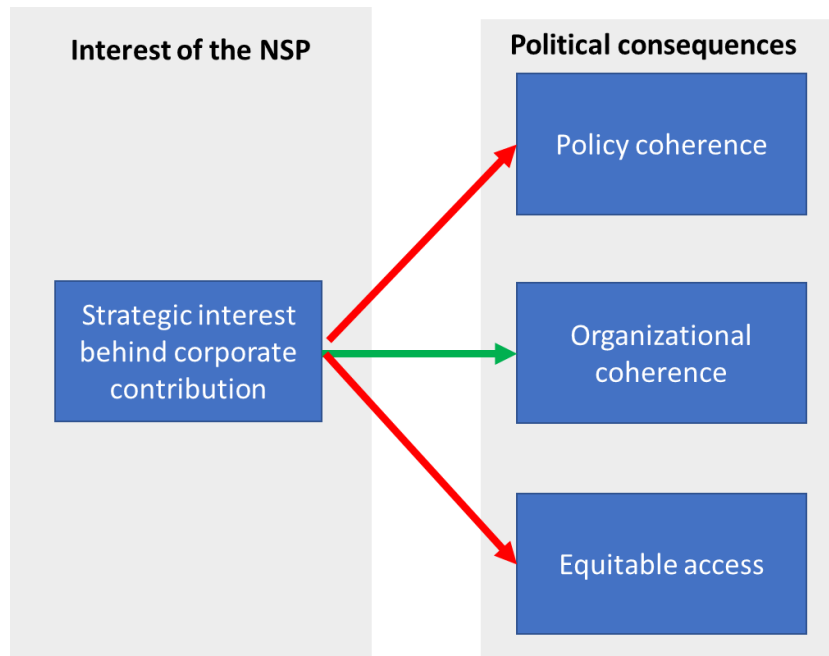 Interest of the NSP
Strategic interest
behind corporate
contribution
Political consequences
Policy coherence
Organizational
coherence
Equitable access